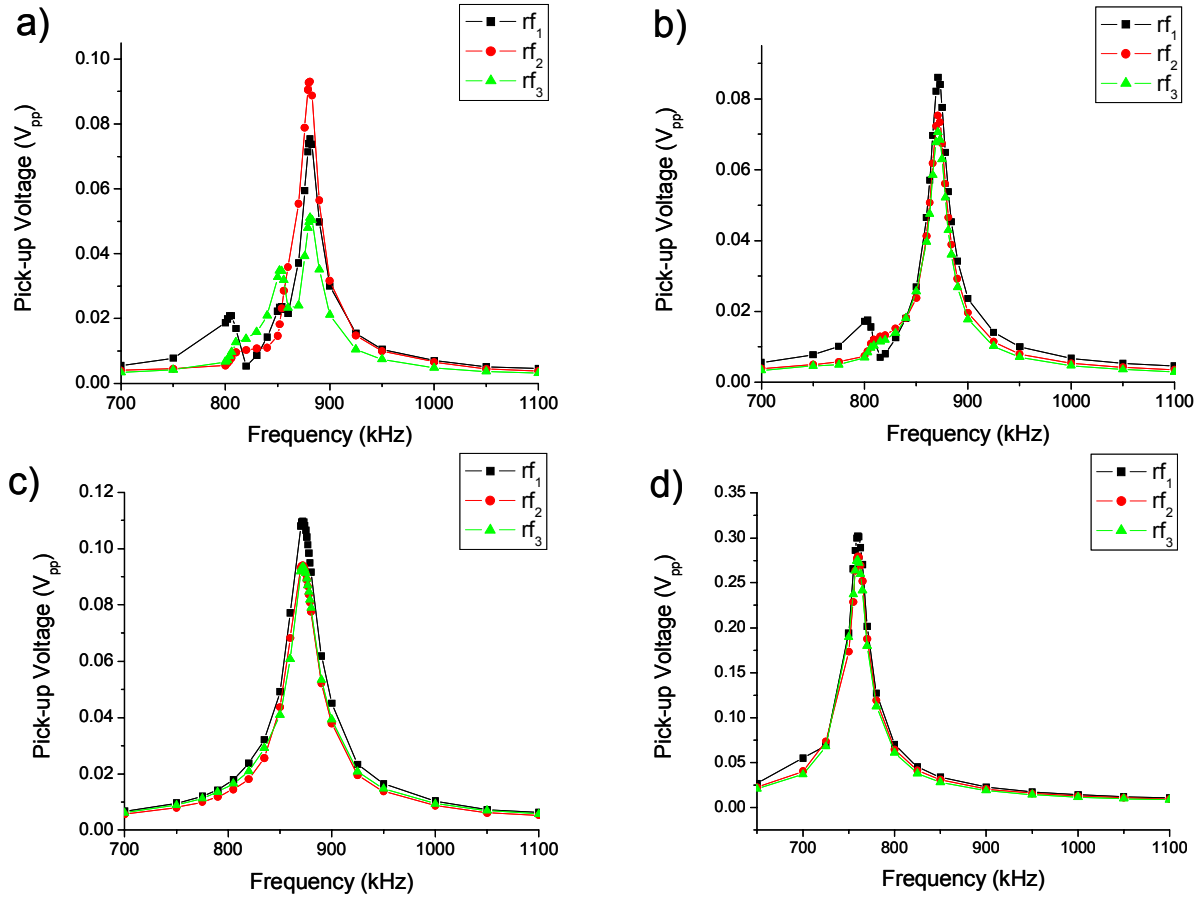 a)
rf1
rf2
rf3
0.10
0.08
0.06
0.04
0.02
0.00
Pick-up Voltage (Vpp)
700 800 900 1000 1100
Frequency (kHz)
b)
rf1
rf2
rf3
0.08
0.06
0.04
0.02
0.00
Pick-up Voltage (Vpp)
700 800 900 1000 1100
Frequency (kHz)
c)
rf1
rf2
rf3
0.12
0.10
0.08
0.06
0.04
0.02
0.00
Pick-up Voltage (Vpp)
700 800 900 1000 1100
Frequency (kHz)
d)
rf1
rf2
rf3
0.35
0.30
0.25
0.20
0.15
0.10
0.05
0.00
Pick-up Voltage (Vpp)
700 800 900 1000 1100
Frequency (kHz)